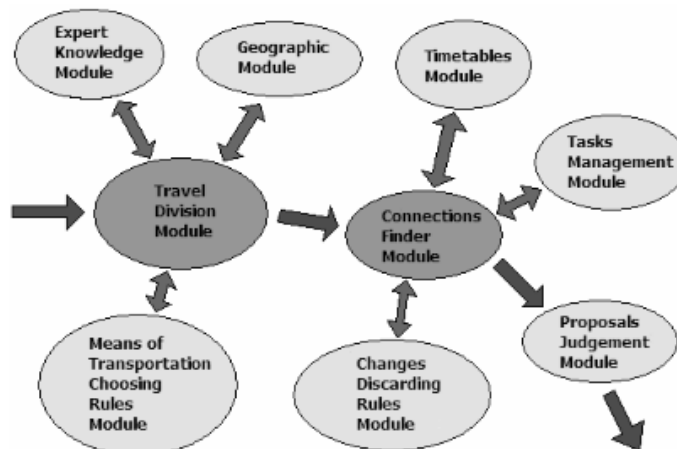 Expert
Knowledge
Module
Geographic
Module
Timetables
Module
Tasks
Management
Module
Travel
Division
Module
Connections
Finder
Module
Means of
Transportation
Choosing
Rules
Module
Changes
Discarding
Rules
Module
Proposals
Judgement
Module